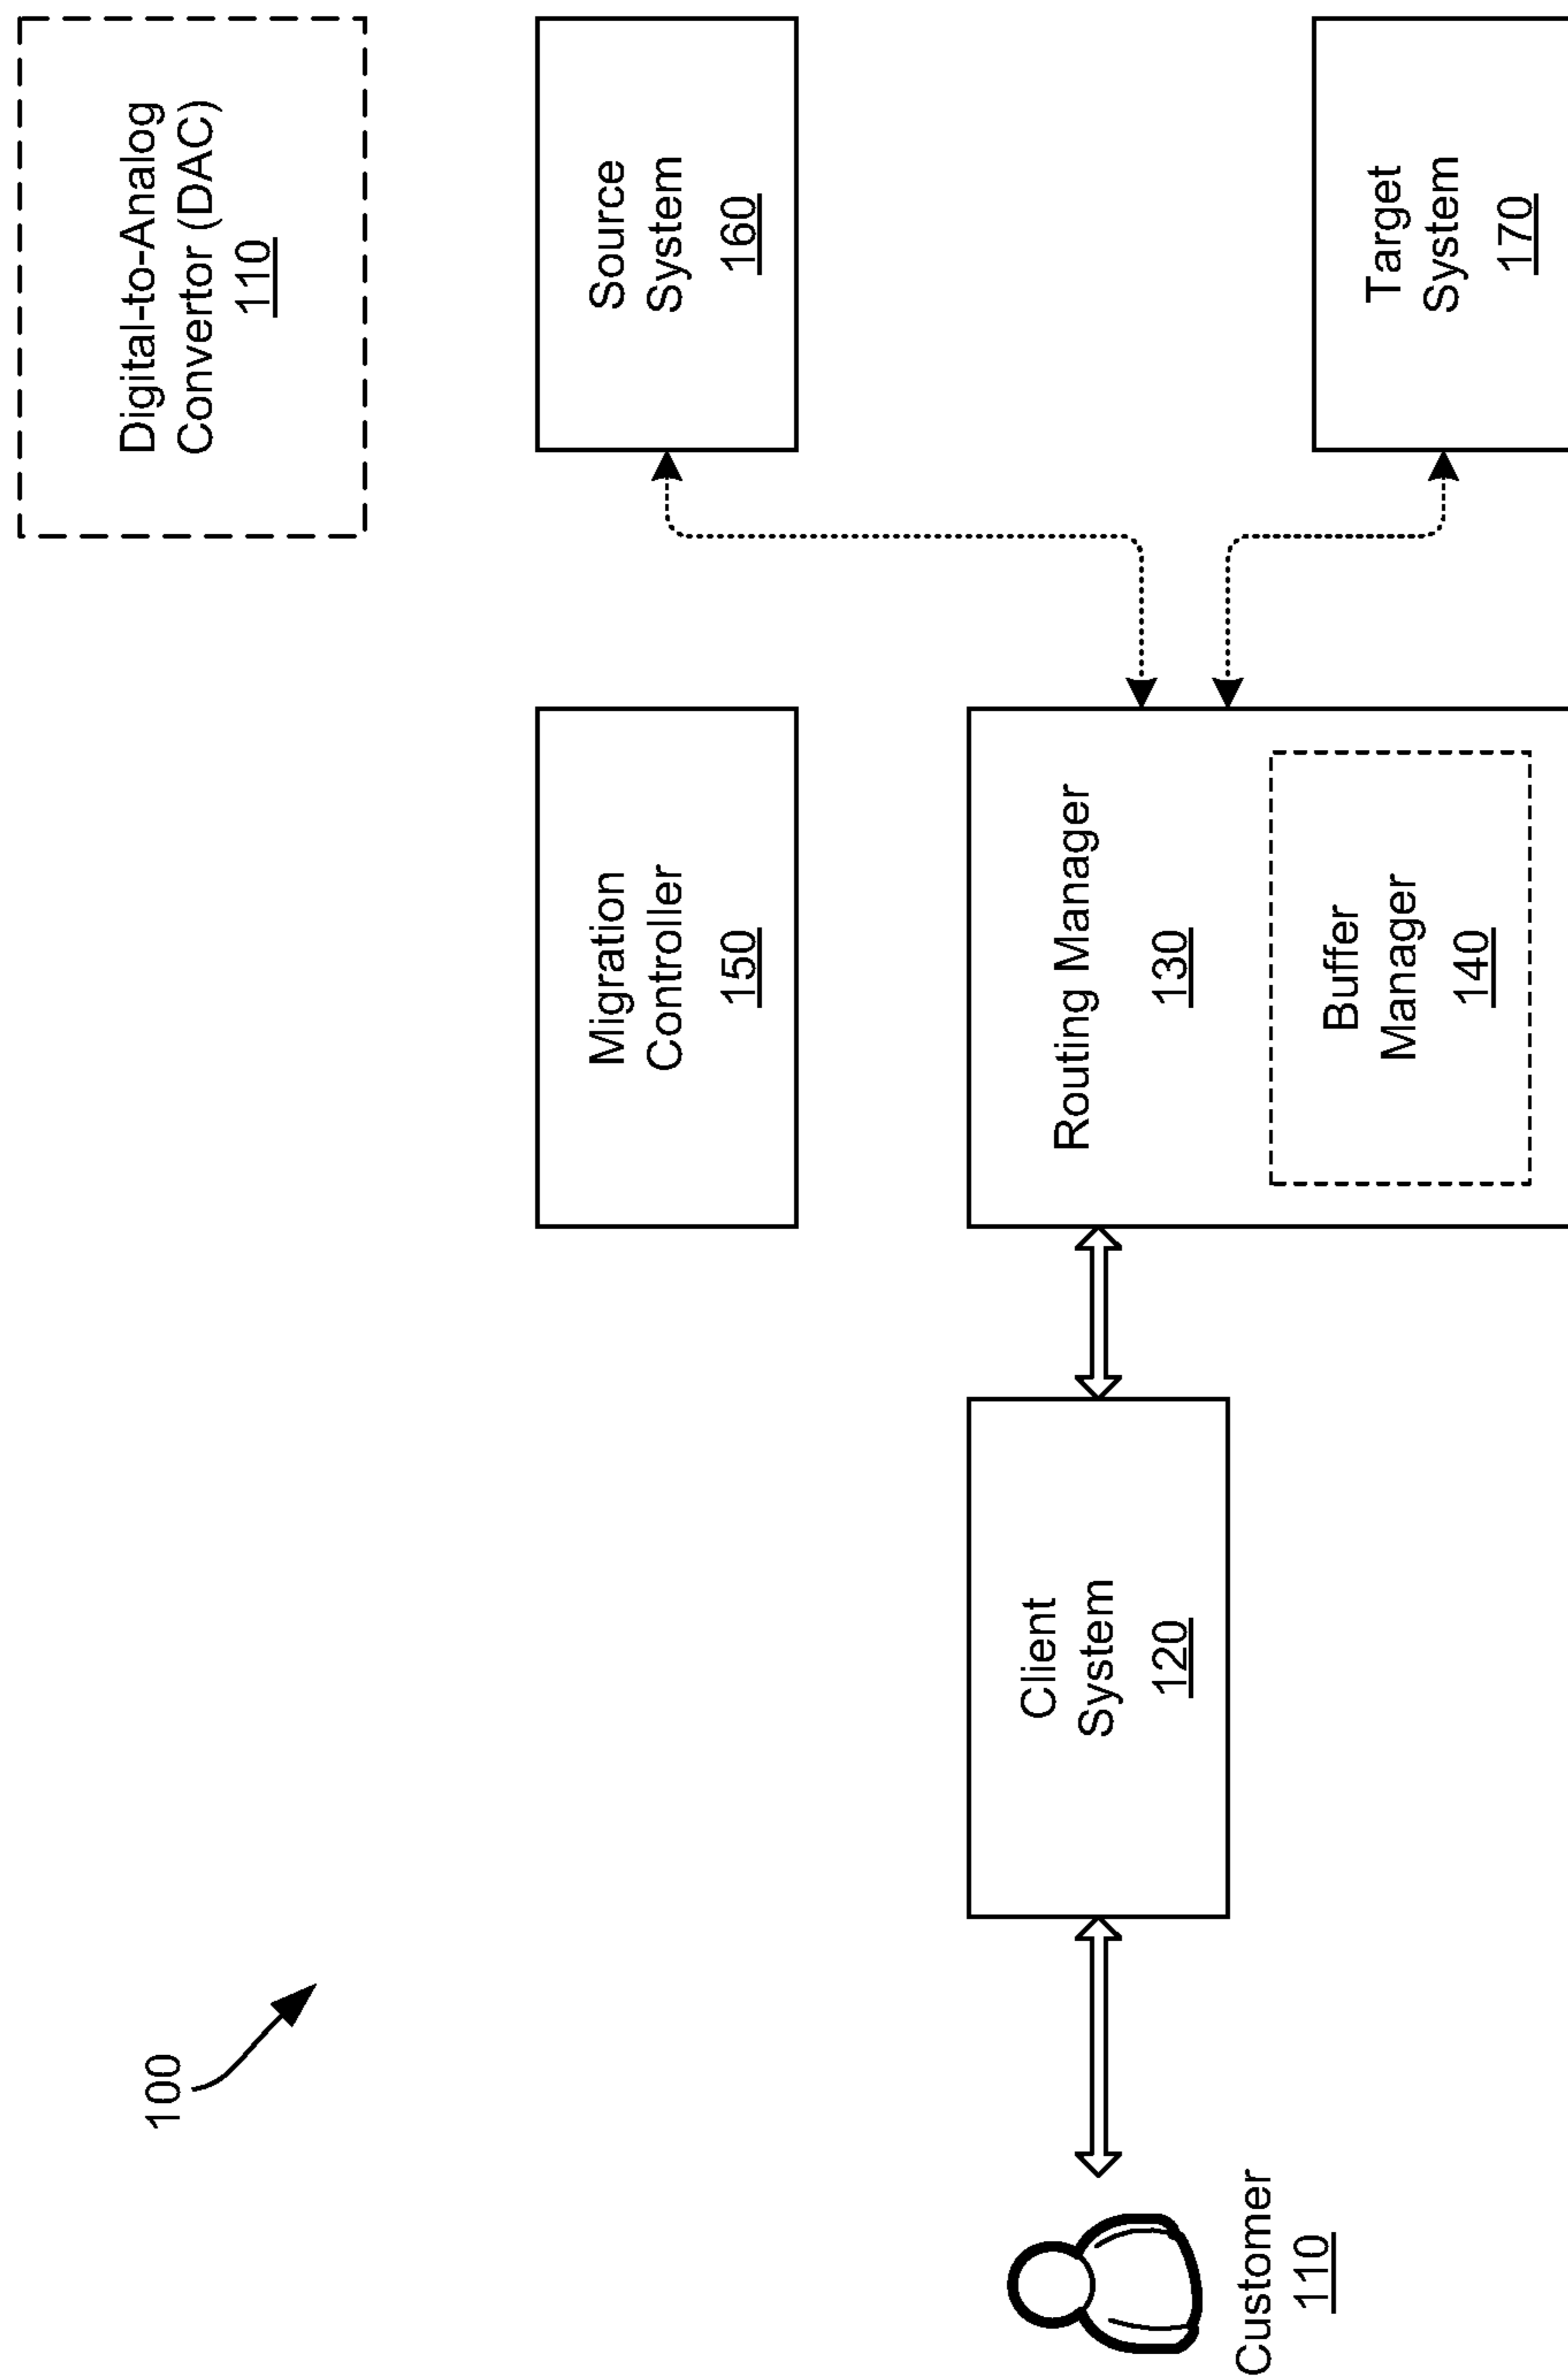 100
Digital-to-Analog
Convertor (DAC)
110
Migration
Controller
150
Source
System
160
Customer
110
Client
System
120
Routing Manager
130
Buffer
Manager
140
Target
System
170